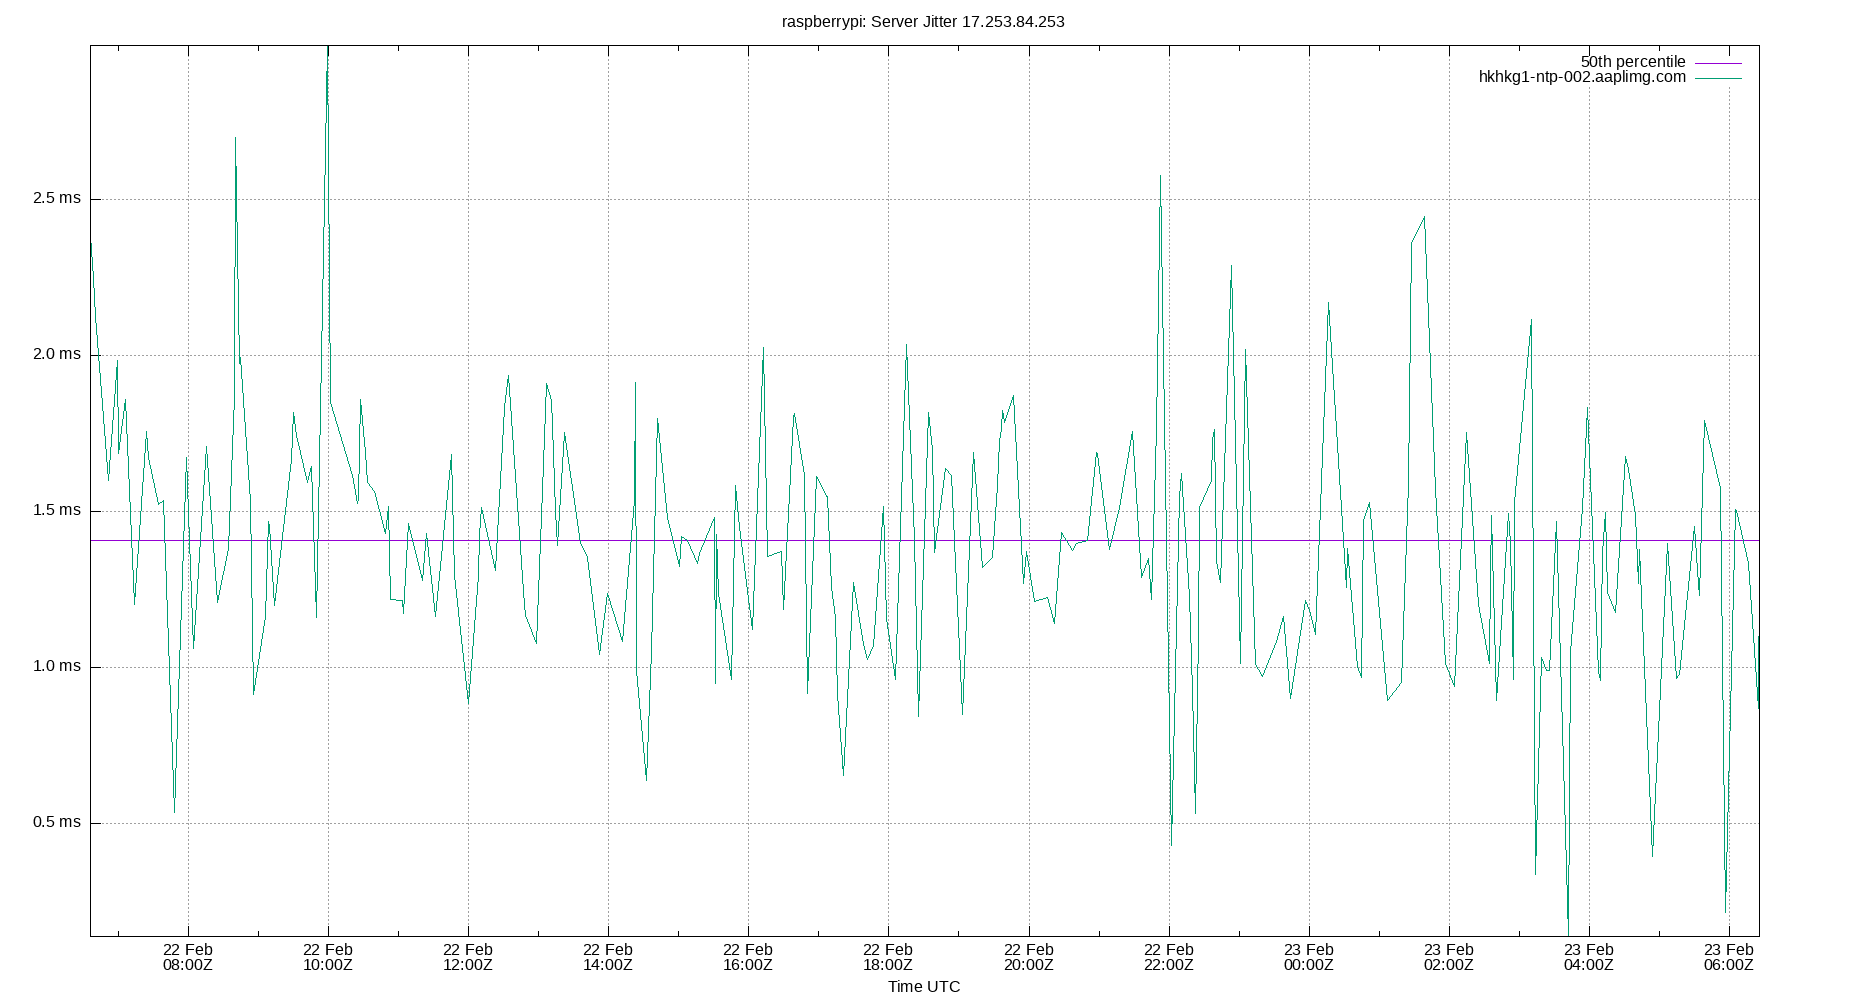 raspberrypi: Server Jitter 17.253.84.253
50th percentile
hkhkg1-ntp-002.aaplimg.com
2.5 ms
2.0 ms
1.5 ms
1.0 ms
0.5 ms
22 Feb 22 Feb 22 Feb 22 Feb 22 Feb 22 Feb 22 Feb 22 Feb 23 Feb 23 Feb 23 Feb 23 Feb
08:00Z 10:00Z 12:00Z 14:00Z 16:00Z 18:00Z 20:00Z 22:00Z 00:00Z 02:00Z 04:00Z 06:00Z
Time UTC